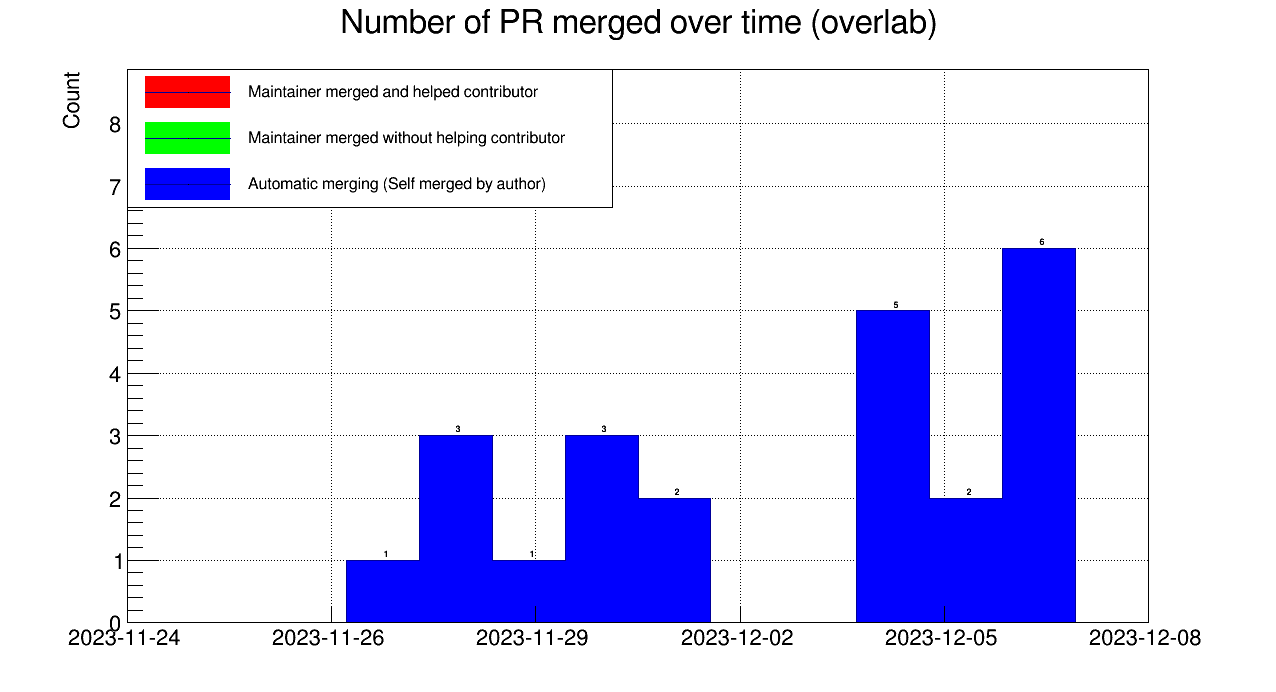 Number of PR merged over time (overlab)
Count
Maintainer merged and helped contributor
Maintainer merged without helping contributor
Automatic merging (Self merged by author)
8
7
6
5
4
3
2
1
0
1
3
1
3
2
5
2
6
2023-11-24 2023-11-26 2023-11-29 2023-12-02 2023-12-05 2023-12-08